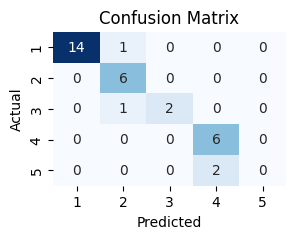 Confusion Matrix
Actual
1 14 1 0 0 0
2 0 6 0 0 0
3 0 1 2 0 0
4 0 0 0 6 0
5 0 0 0 2 0
1 2 3 4 5
Predicted